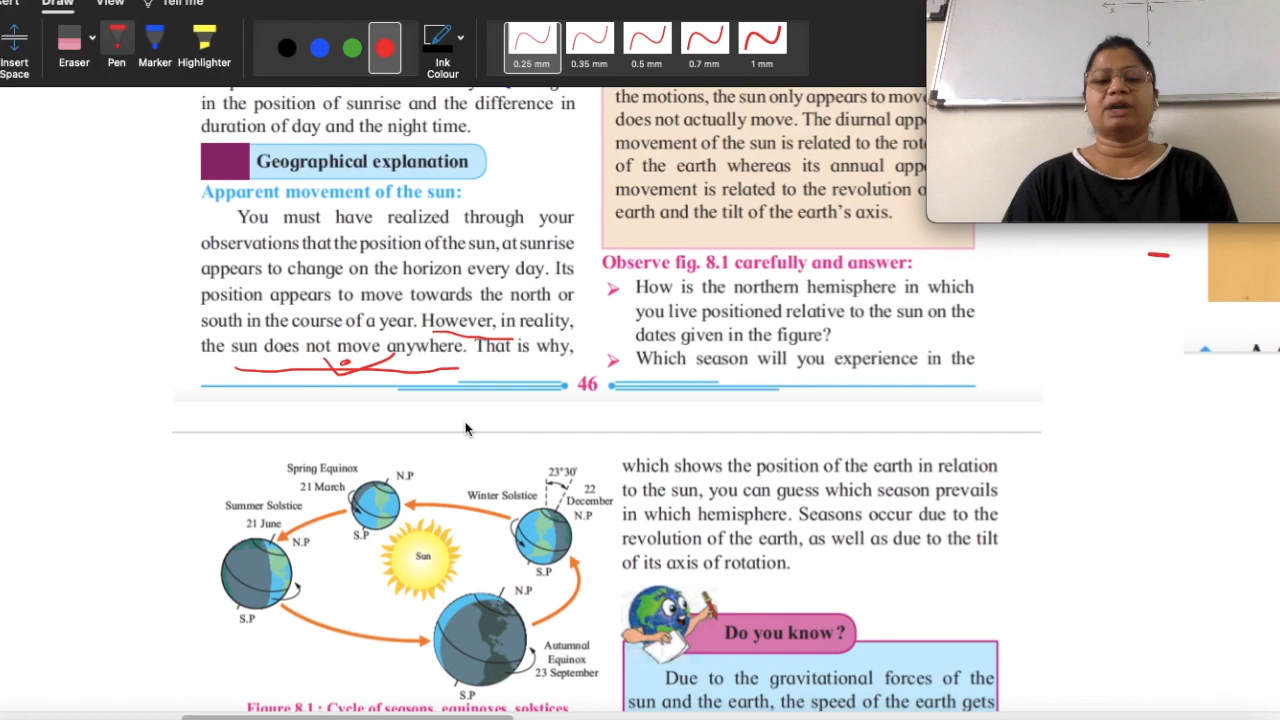 Draw
View
Tell me
Insert
Space
Eraser
Pen
Marker
Highlighter
Ink
Colour
0.25 mm
0.35 mm
0.5 mm
0.7 mm
1 mm
in the position of sunrise and the difference in
duration of day and the night time.
Geographical explanation
Apparent movement of the sun:
You must have realized through your
observations that the position of the sun, at sunrise
appears to change on the horizon every day. Its
position appears to move towards the north or
south in the course of a year. However, in reality,
the sun does not move anywhere. That is why,
the motions, the sun only appears to mov
does not actually move. The diurnal app
movement of the sun is related to the rot
of the earth whereas its annual app
movement is related to the revolution o
earth and the tilt of the earth's axis.
Observe fig. 8.1 carefully and answer:
How is the northern hemisphere in which
you live positioned relative to the sun on the
dates given in the figure?
Which season will you experience in the
46
Spring Equinox
21 March
N.P
S.P
Summer Solstice
21 June
N.P
S.P
Sun
Winter Solstice
23°30'
22
December
N.P
S.P
N.P
Autumnal
Equinox
23 September
S.P
Figure 8.1 : Cycle of seasons, equinoxes, solstices
which shows the position of the earth in relation
to the sun, you can guess which season prevails
in which hemisphere. Seasons occur due to the
revolution of the earth, as well as due to the tilt
of its axis of rotation.
Do you know?
Due to the gravitational forces of the
sun and the earth, the speed of the earth gets